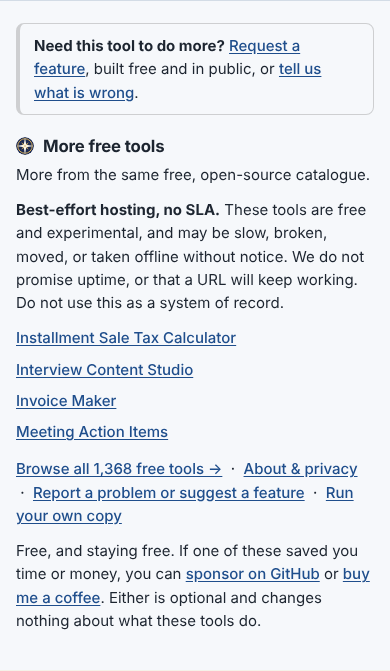 Need this tool to do more? Request a
feature, built free and in public, or tell us
what is wrong.
More free tools
More from the same free, open-source catalogue.
Best-effort hosting, no SLA. These tools are free
and experimental, and may be slow, broken,
moved, or taken offline without notice. We do not
promise uptime, or that a URL will keep working.
Do not use this as a system of record.
Installment Sale Tax Calculator
Interview Content Studio
Invoice Maker
Meeting Action Items
Browse all 1,368 free tools → · About & privacy
· Report a problem or suggest a feature · Run
your own copy
Free, and staying free. If one of these saved you
time or money, you can sponsor on GitHub or buy
me a coffee. Either is optional and changes
nothing about what these tools do.